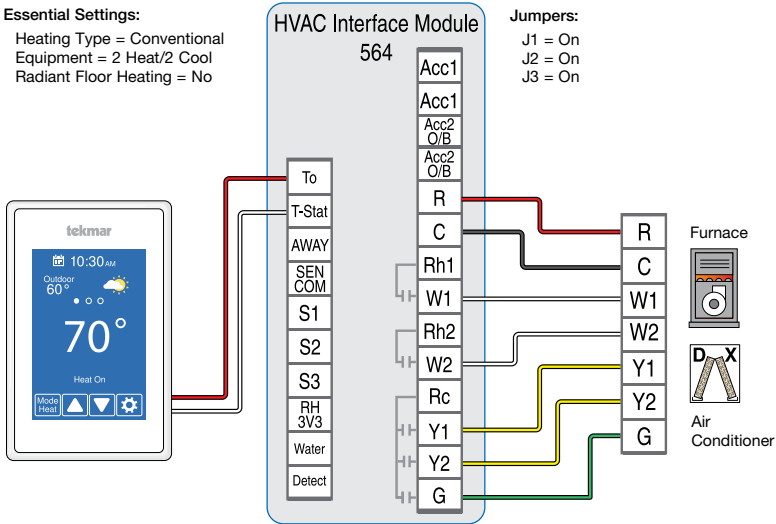 Essential Settings:
Heating Type = Conventional
Equipment = 2 Heat/2 Cool
Radiant Floor Heating = No
HVAC Interface Module
564
Jumpers:
J1 = On
J2 = On
J3 = On
Acc1
Acc1
Acc2
O/B
Acc2
O/B
R
C
Rh1
W1
Rh2
W2
Rc
Y1
Y2
G
To
T-Stat
AWAY
SEN
COM
S1
S2
S3
RH
3V3
Water
Detect
tekmar
10:30 AM
Outdoor
60°
70°
Heat On
Mode
Heat
R
C
W1
W2
Y1
Y2
G
Furnace
D X
Air
Conditioner